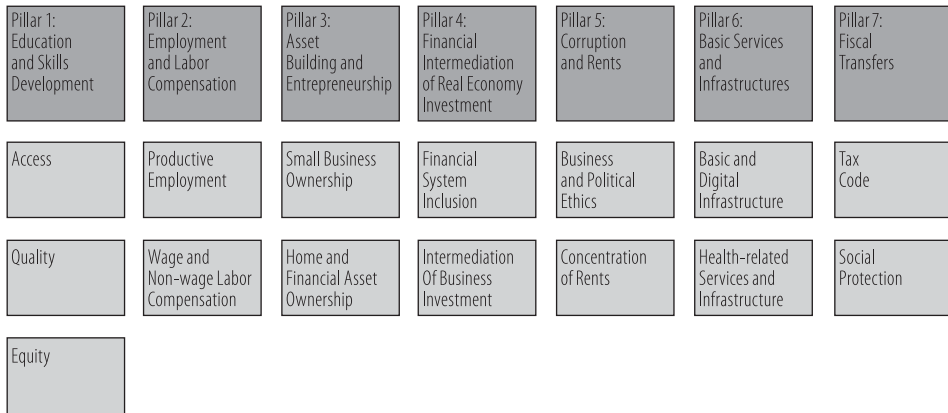 Pillar 1:
Education
and Skills
Development
Pillar 2:
Employment
and Labor
Compensation
Pillar 3:
Asset
Building and
Entrepreneurship
Pillar 4:
Financial
Intermediation
of Real Economy
Investment
Pillar 5:
Corruption
and Rents
Pillar 6:
Basic Services
and
Infrastructures
Pillar 7:
Fiscal
Transfers
Access
Productive
Employment
Small Business
Ownership
Financial
System
Inclusion
Business
and Political
Ethics
Basic and
Digital
Infrastructure
Tax
Code
Quality
Wage and
Non-wage Labor
Compensation
Home and
Financial Asset
Ownership
Intermediation
Of Business
Investment
Concentration
of Rents
Health-related
Services and
Infrastructure
Social
Protection
Equity